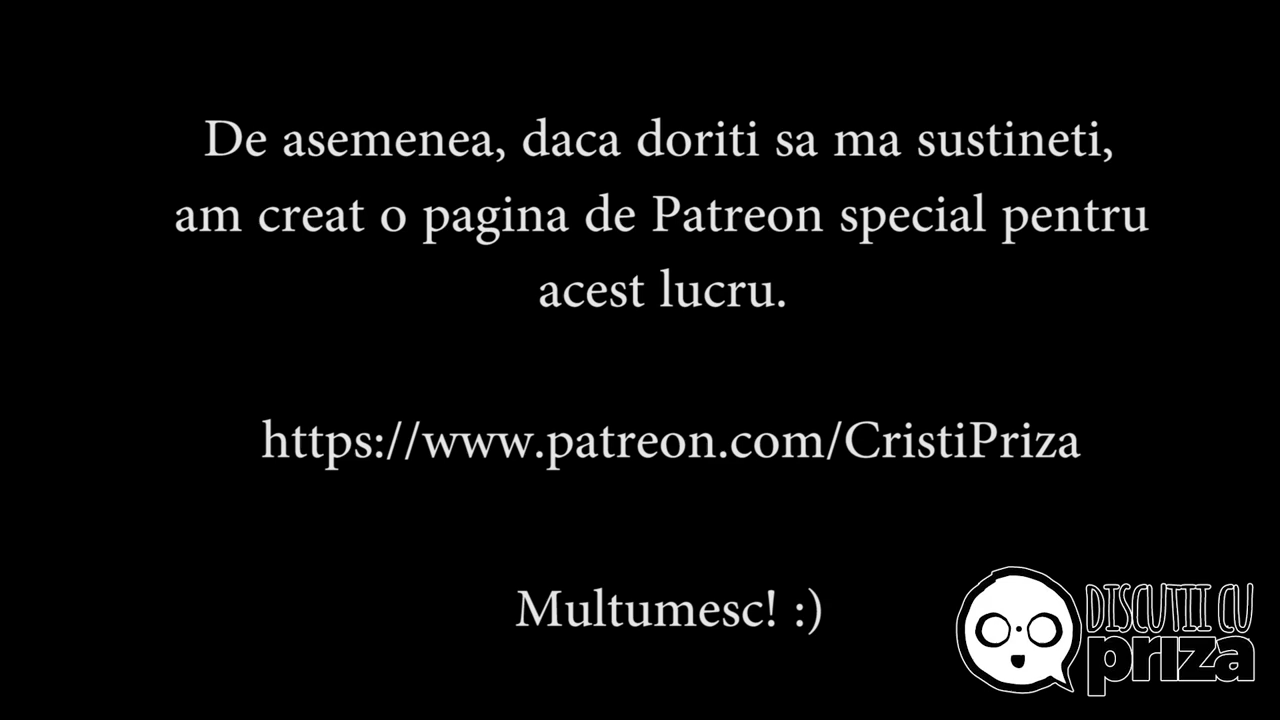 De asemenea, daca doriti sa ma sustineti,
am creat o pagina de Patreon special pentru
acest lucru.
https://www.patreon.com/CristiPriza
Multumesc! :)
DISCUTII CU
priza